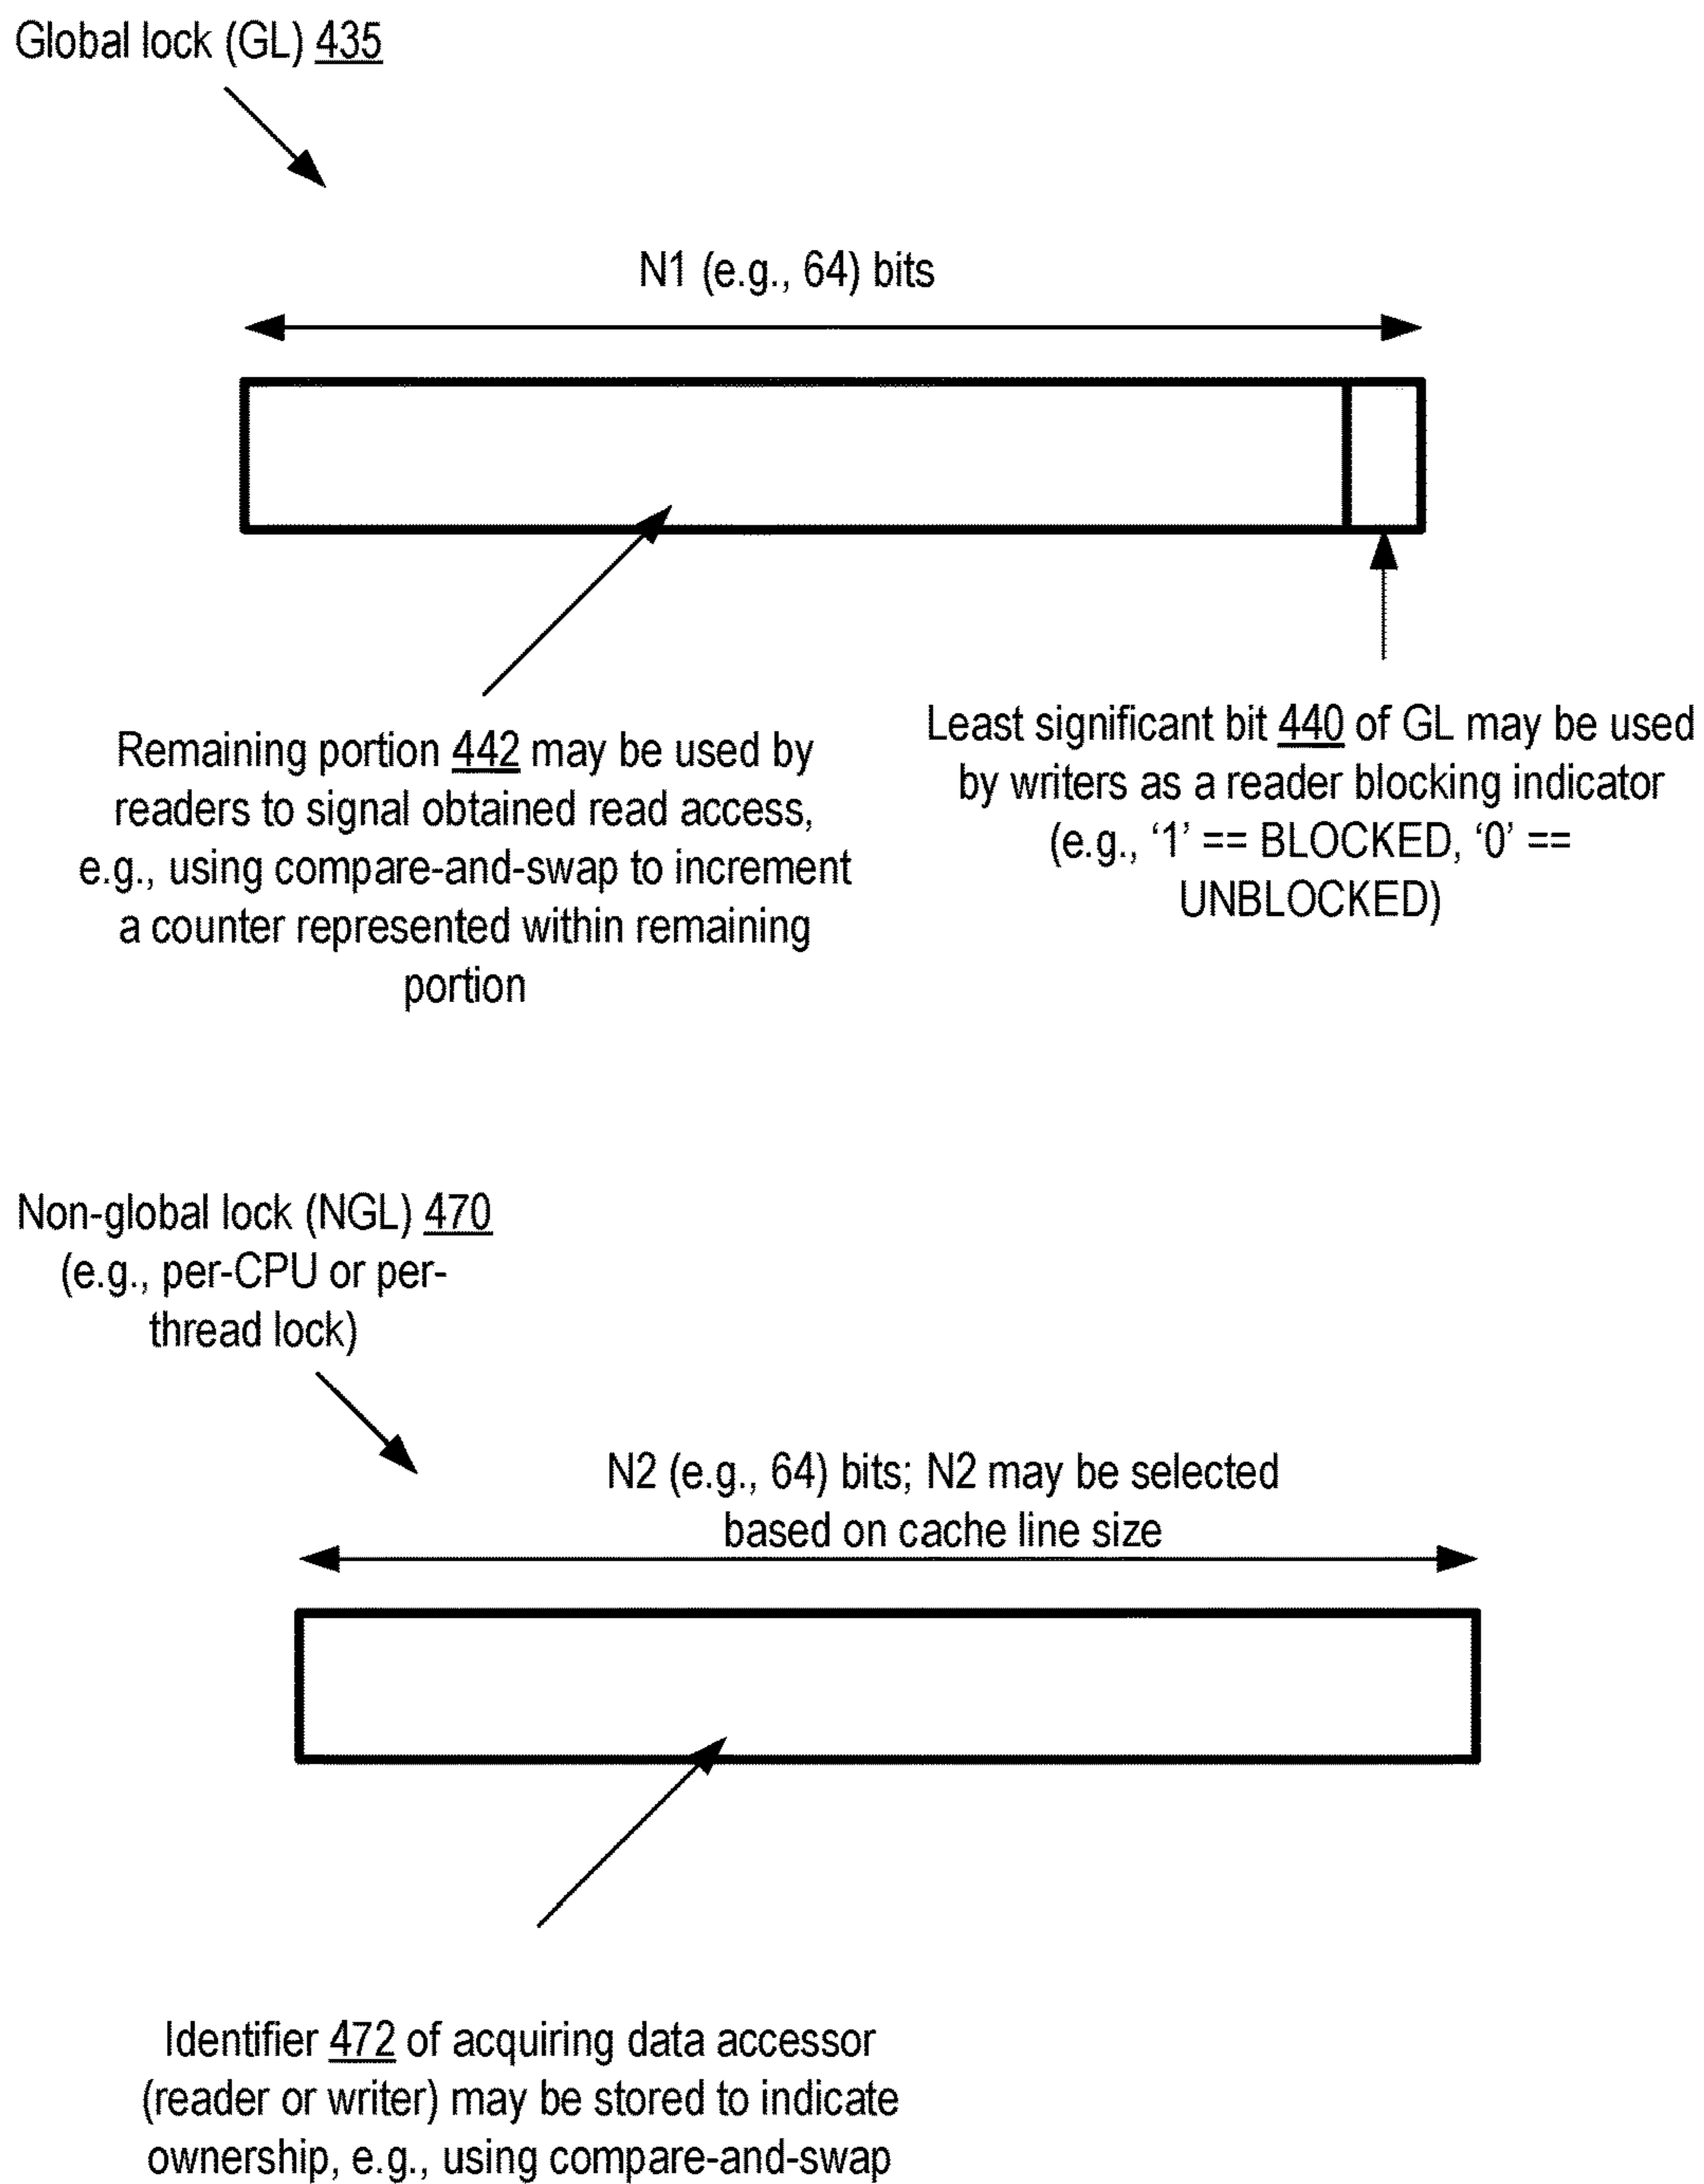 Global lock (GL) 435
N1 (e.g., 64) bits
Remaining portion 442 may be used by
readers to signal obtained read access,
e.g., using compare-and-swap to increment
a counter represented within remaining
portion
Least significant bit 440 of GL may be used
by writers as a reader blocking indicator
(e.g., ‘1’ == BLOCKED, ‘0’ ==
UNBLOCKED)
Non-global lock (NGL) 470
(e.g., per-CPU or per-
thread lock)
N2 (e.g., 64) bits; N2 may be selected
based on cache line size
Identifier 472 of acquiring data accessor
(reader or writer) may be stored to indicate
ownership, e.g., using compare-and-swap